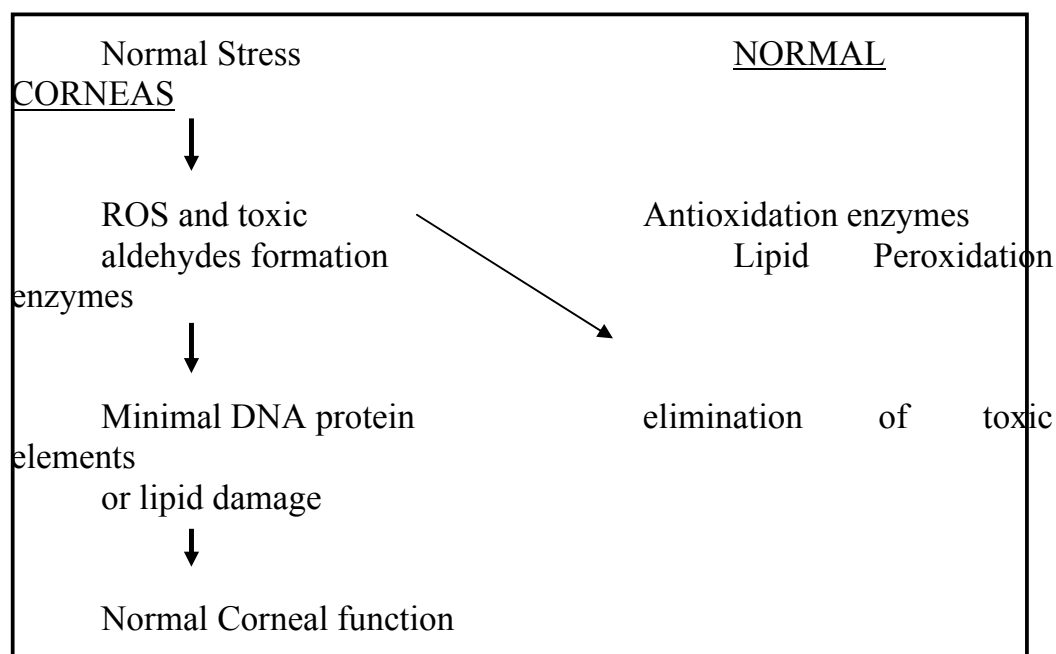 Normal Stress NORMAL
CORNEAS
ROS and toxic Antioxidation enzymes
aldehydes formation Lipid Peroxidation
enzymes
Minimal DNA protein elimination of toxic
elements
or lipid damage
Normal Corneal function